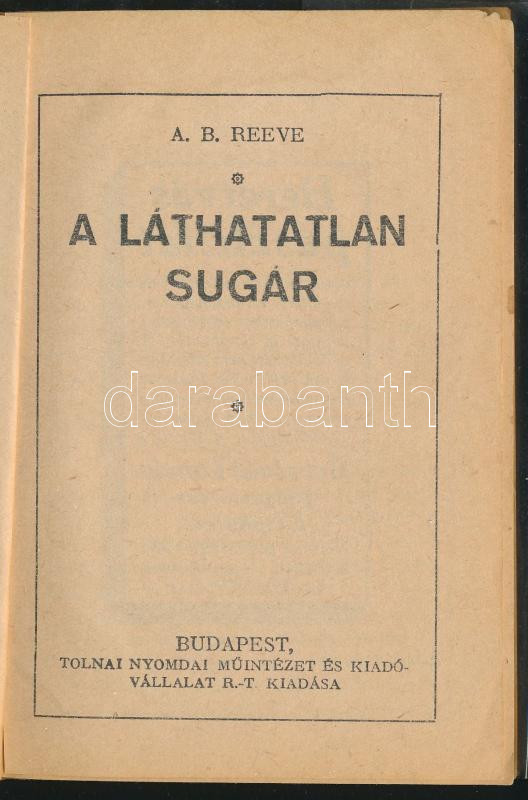 A. B. REEVE
A LÁTHATATLAN
SUGÁR
darabanth
BUDAPEST,
TOLNAI NYOMDAI MŰINTÉZET ÉS KIADÓ-
VÁLLALAT R.-T. KIADÁSA